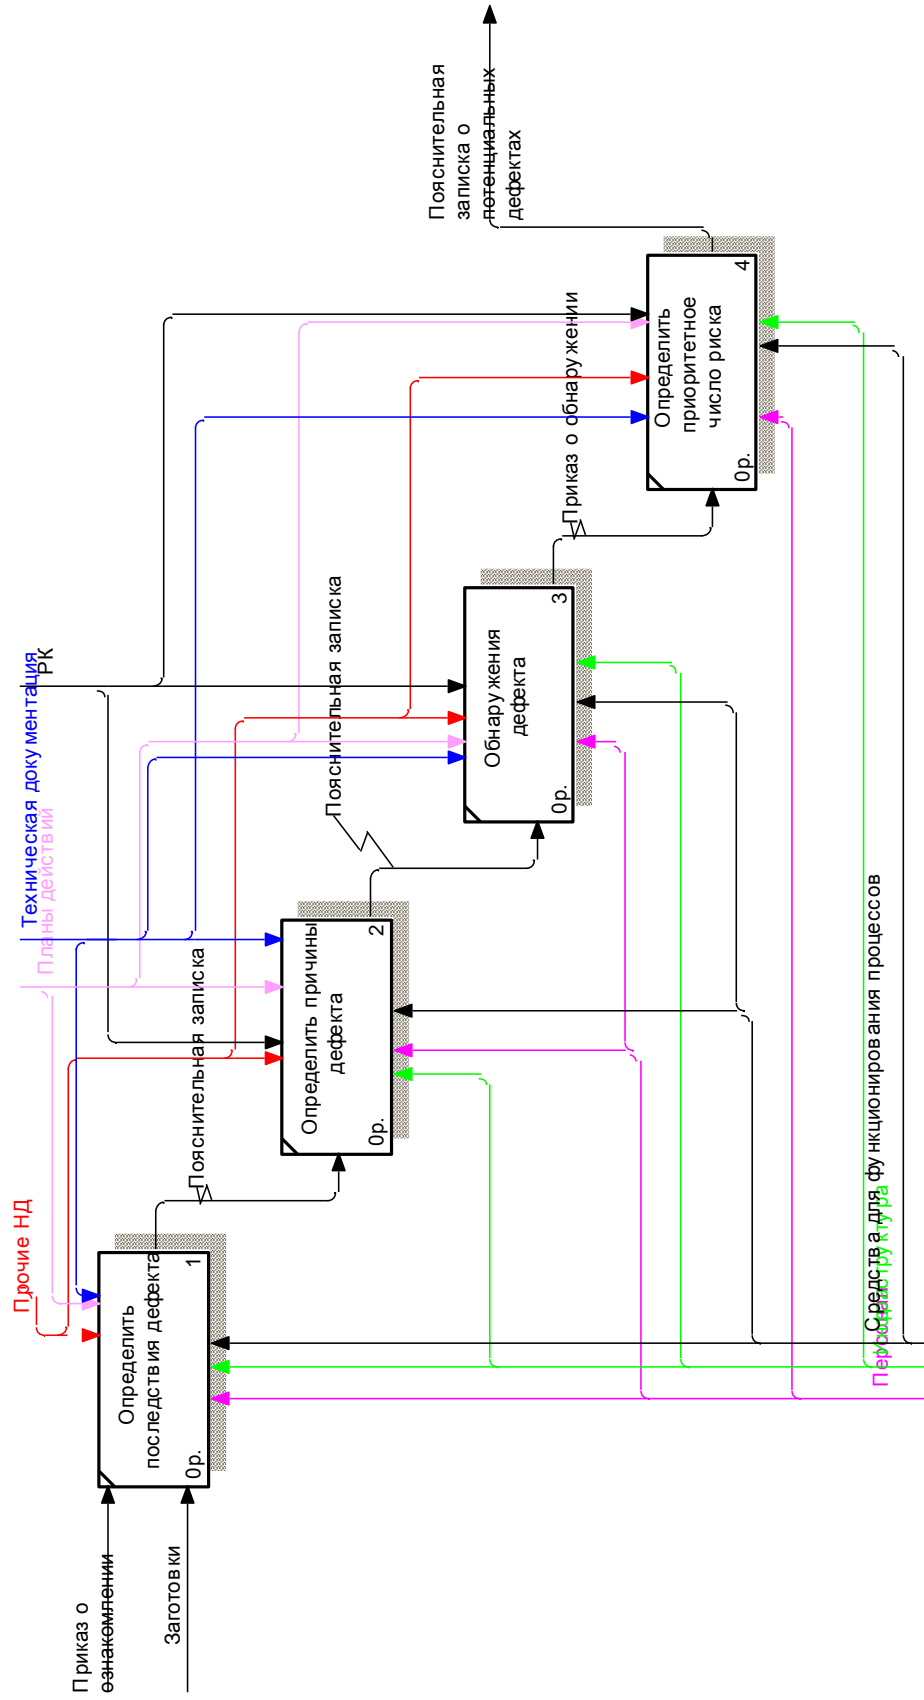 Прочие НД
Планы действий
Техническая документация
РК
Приказ о
ознакомлении
Заготовки
Определить
последствия дефекта
0р.
1
Пояснительная записка
Определить причины
дефекта
0р.
2
Пояснительная записка
Обнаружения
дефекта
0р.
3
Приказ о обнаружении
Определить
приоритетное
число риска
0р.
4
Пояснительная
записка о
потенциальных
дефектах
Средства для функционирования процессов